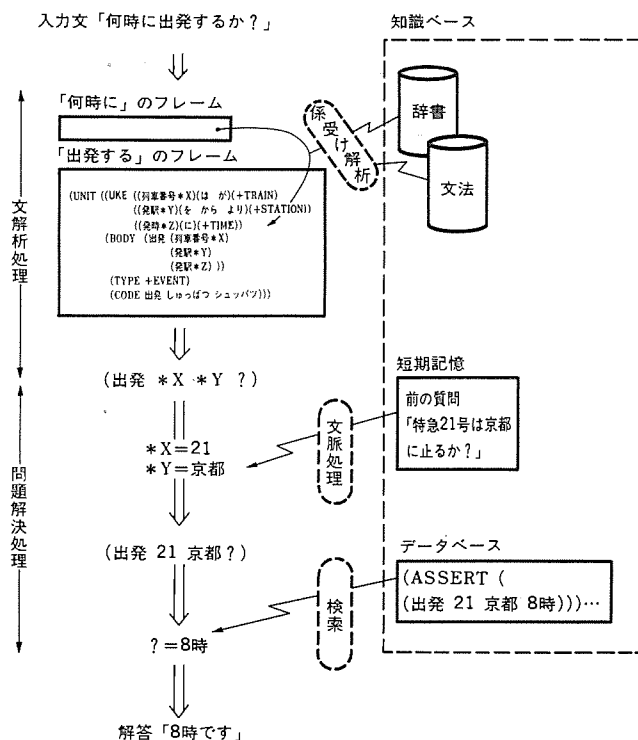 入力文「何時に出発するか？」
知識ベース
「何時に」のフレーム
係受け解析
辞書
文法
「出発する」のフレーム
(UNIT ((UKE ((列車番号*X)(は が)(+TRAIN)
((発駅*Y)(を から より)(+STATION))
((発時*Z)(に)(+TIME))
(BODY (出発 (列車番号*X)
(発駅*Y)
(発駅*Z) ))
(TYPE +EVENT)
(CODE 出発 しゅっぱつ シュッパツ)))
文解析処理
(出発 *X *Y ?)
短期記憶
前の質問
「特急21号は京都
に止るか？」
文脈処理
*X=21
*Y=京都
問題解決処理
(出発 21 京都?)
データベース
(ASSERT (
(出発 21 京都 8時)))…
検索
?=8時
解答「8時です」